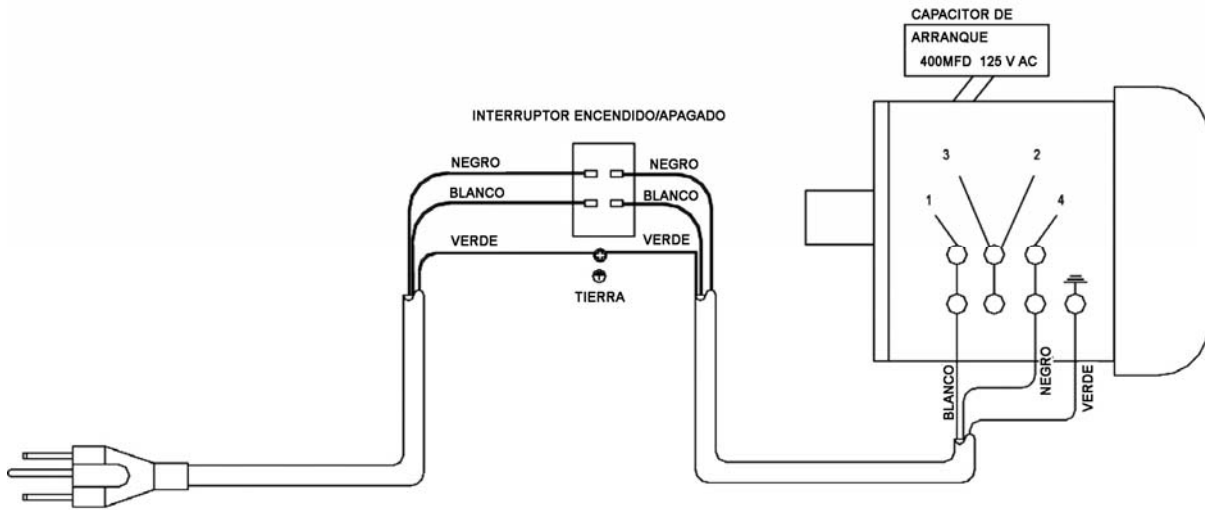 CAPACITOR DE
ARRANQUE
400MFD 125 V AC
INTERRUPTOR ENCENDIDO/APAGADO
NEGRO
NEGRO
BLANCO
BLANCO
VERDE
VERDE
TIERRA
3
2
1
4
BLANCO
NEGRO
VERDE